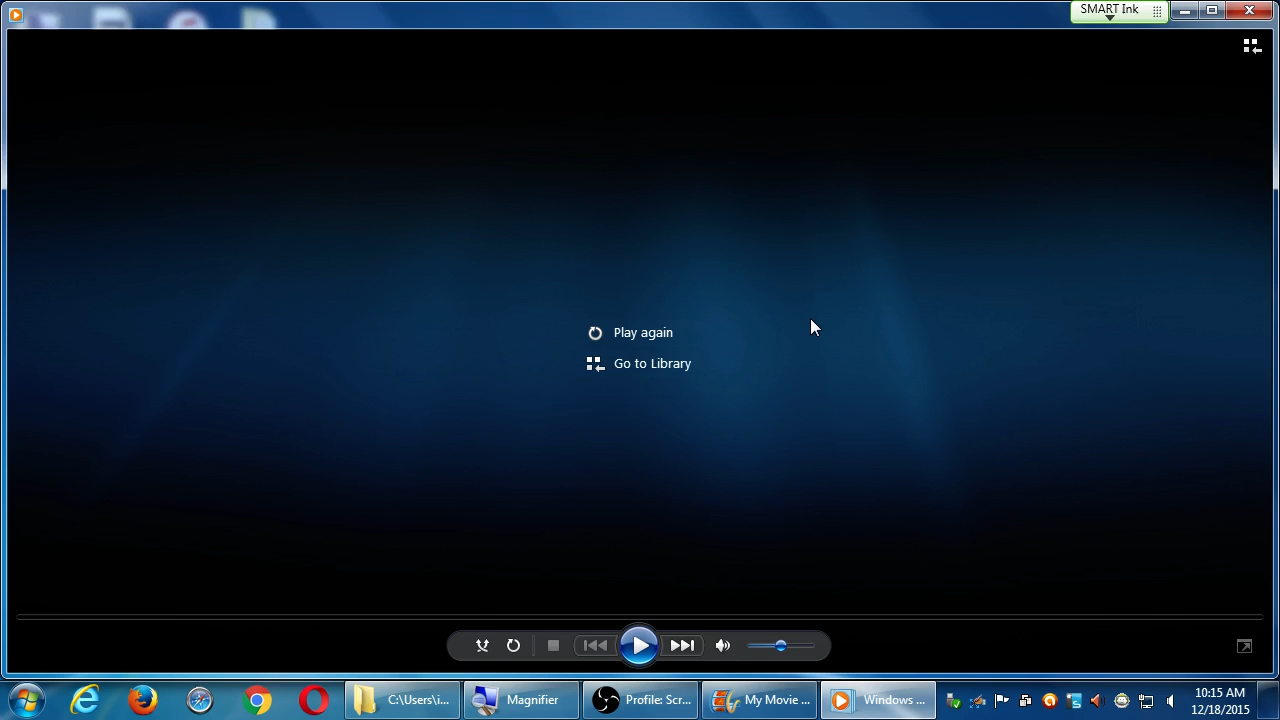 SMART Ink
Play again
Go to Library
C:\Users\i...
Magnifier
Profile: Scr...
My Movie ...
Windows ...
10:15 AM
12/18/2015